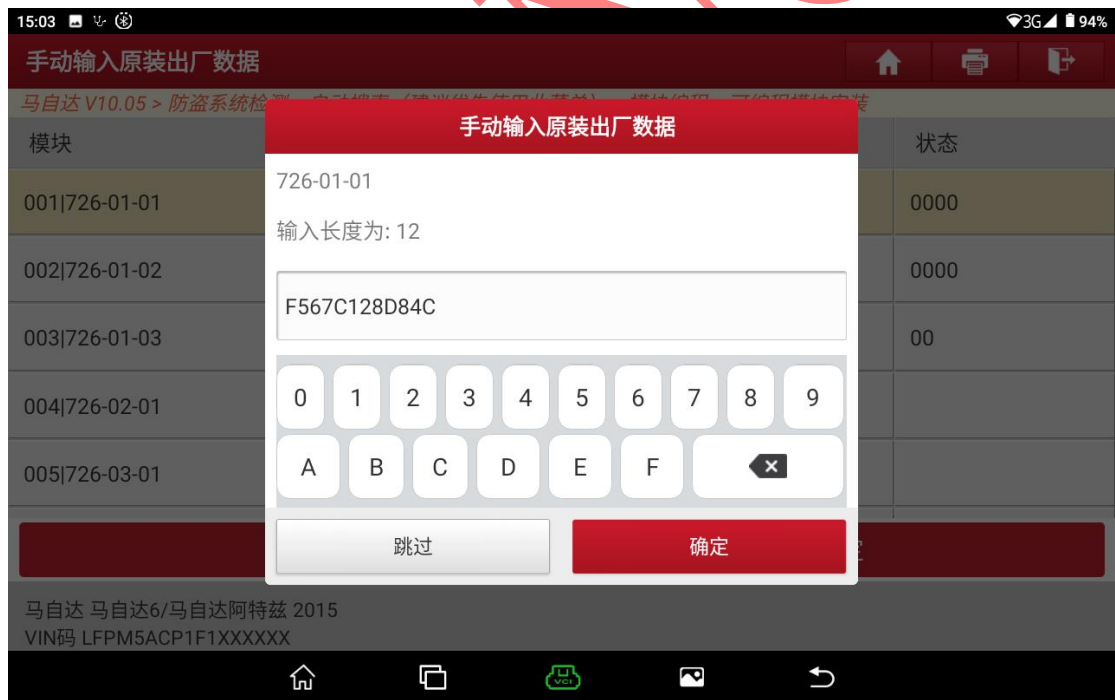 15:03
3G
94%
手动输入原装出厂数据
马自达 V10.05 > 防盗系统检
模块
状态
手动输入原装出厂数据
726-01-01
输入长度为: 12
F567C128D84C
001|726-01-01
0000
002|726-01-02
0000
003|726-01-03
00
004|726-02-01
005|726-03-01
0 1 2 3 4 5 6 7 8 9
A B C D E F
跳过
确定
马自达 马自达6/马自达阿特兹 2015
VIN码 LFPM5ACP1F1XXXXXX
VCI